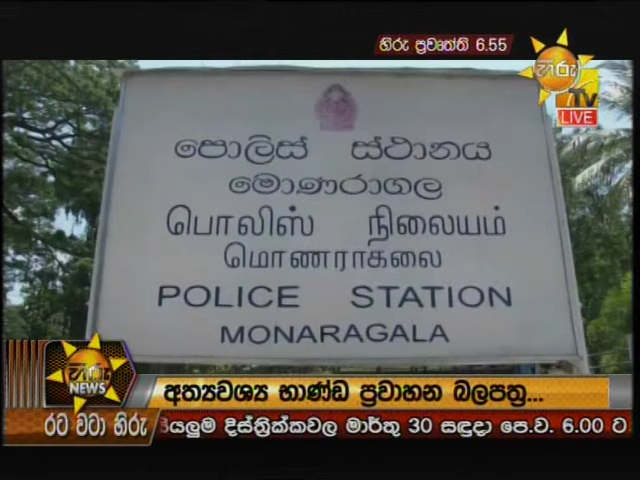 හිරු ප්‍රවෘත්ති 6.55
හිරු
TV
LIVE
පොලිස් ස්ථානය
මොණරාගල
பொலிஸ் நிலையம்
மொணராகலை
POLICE STATION
MONARAGALA
හිරු
NEWS
අත්‍යවශ්‍ය භාණ්ඩ ප්‍රවාහන බලපත්‍ර...
රට වටා හිරු
සියලුම දිස්ත්‍රික්කවල මාර්තු 30 සඳුදා පෙ.ව. 6.00 ට